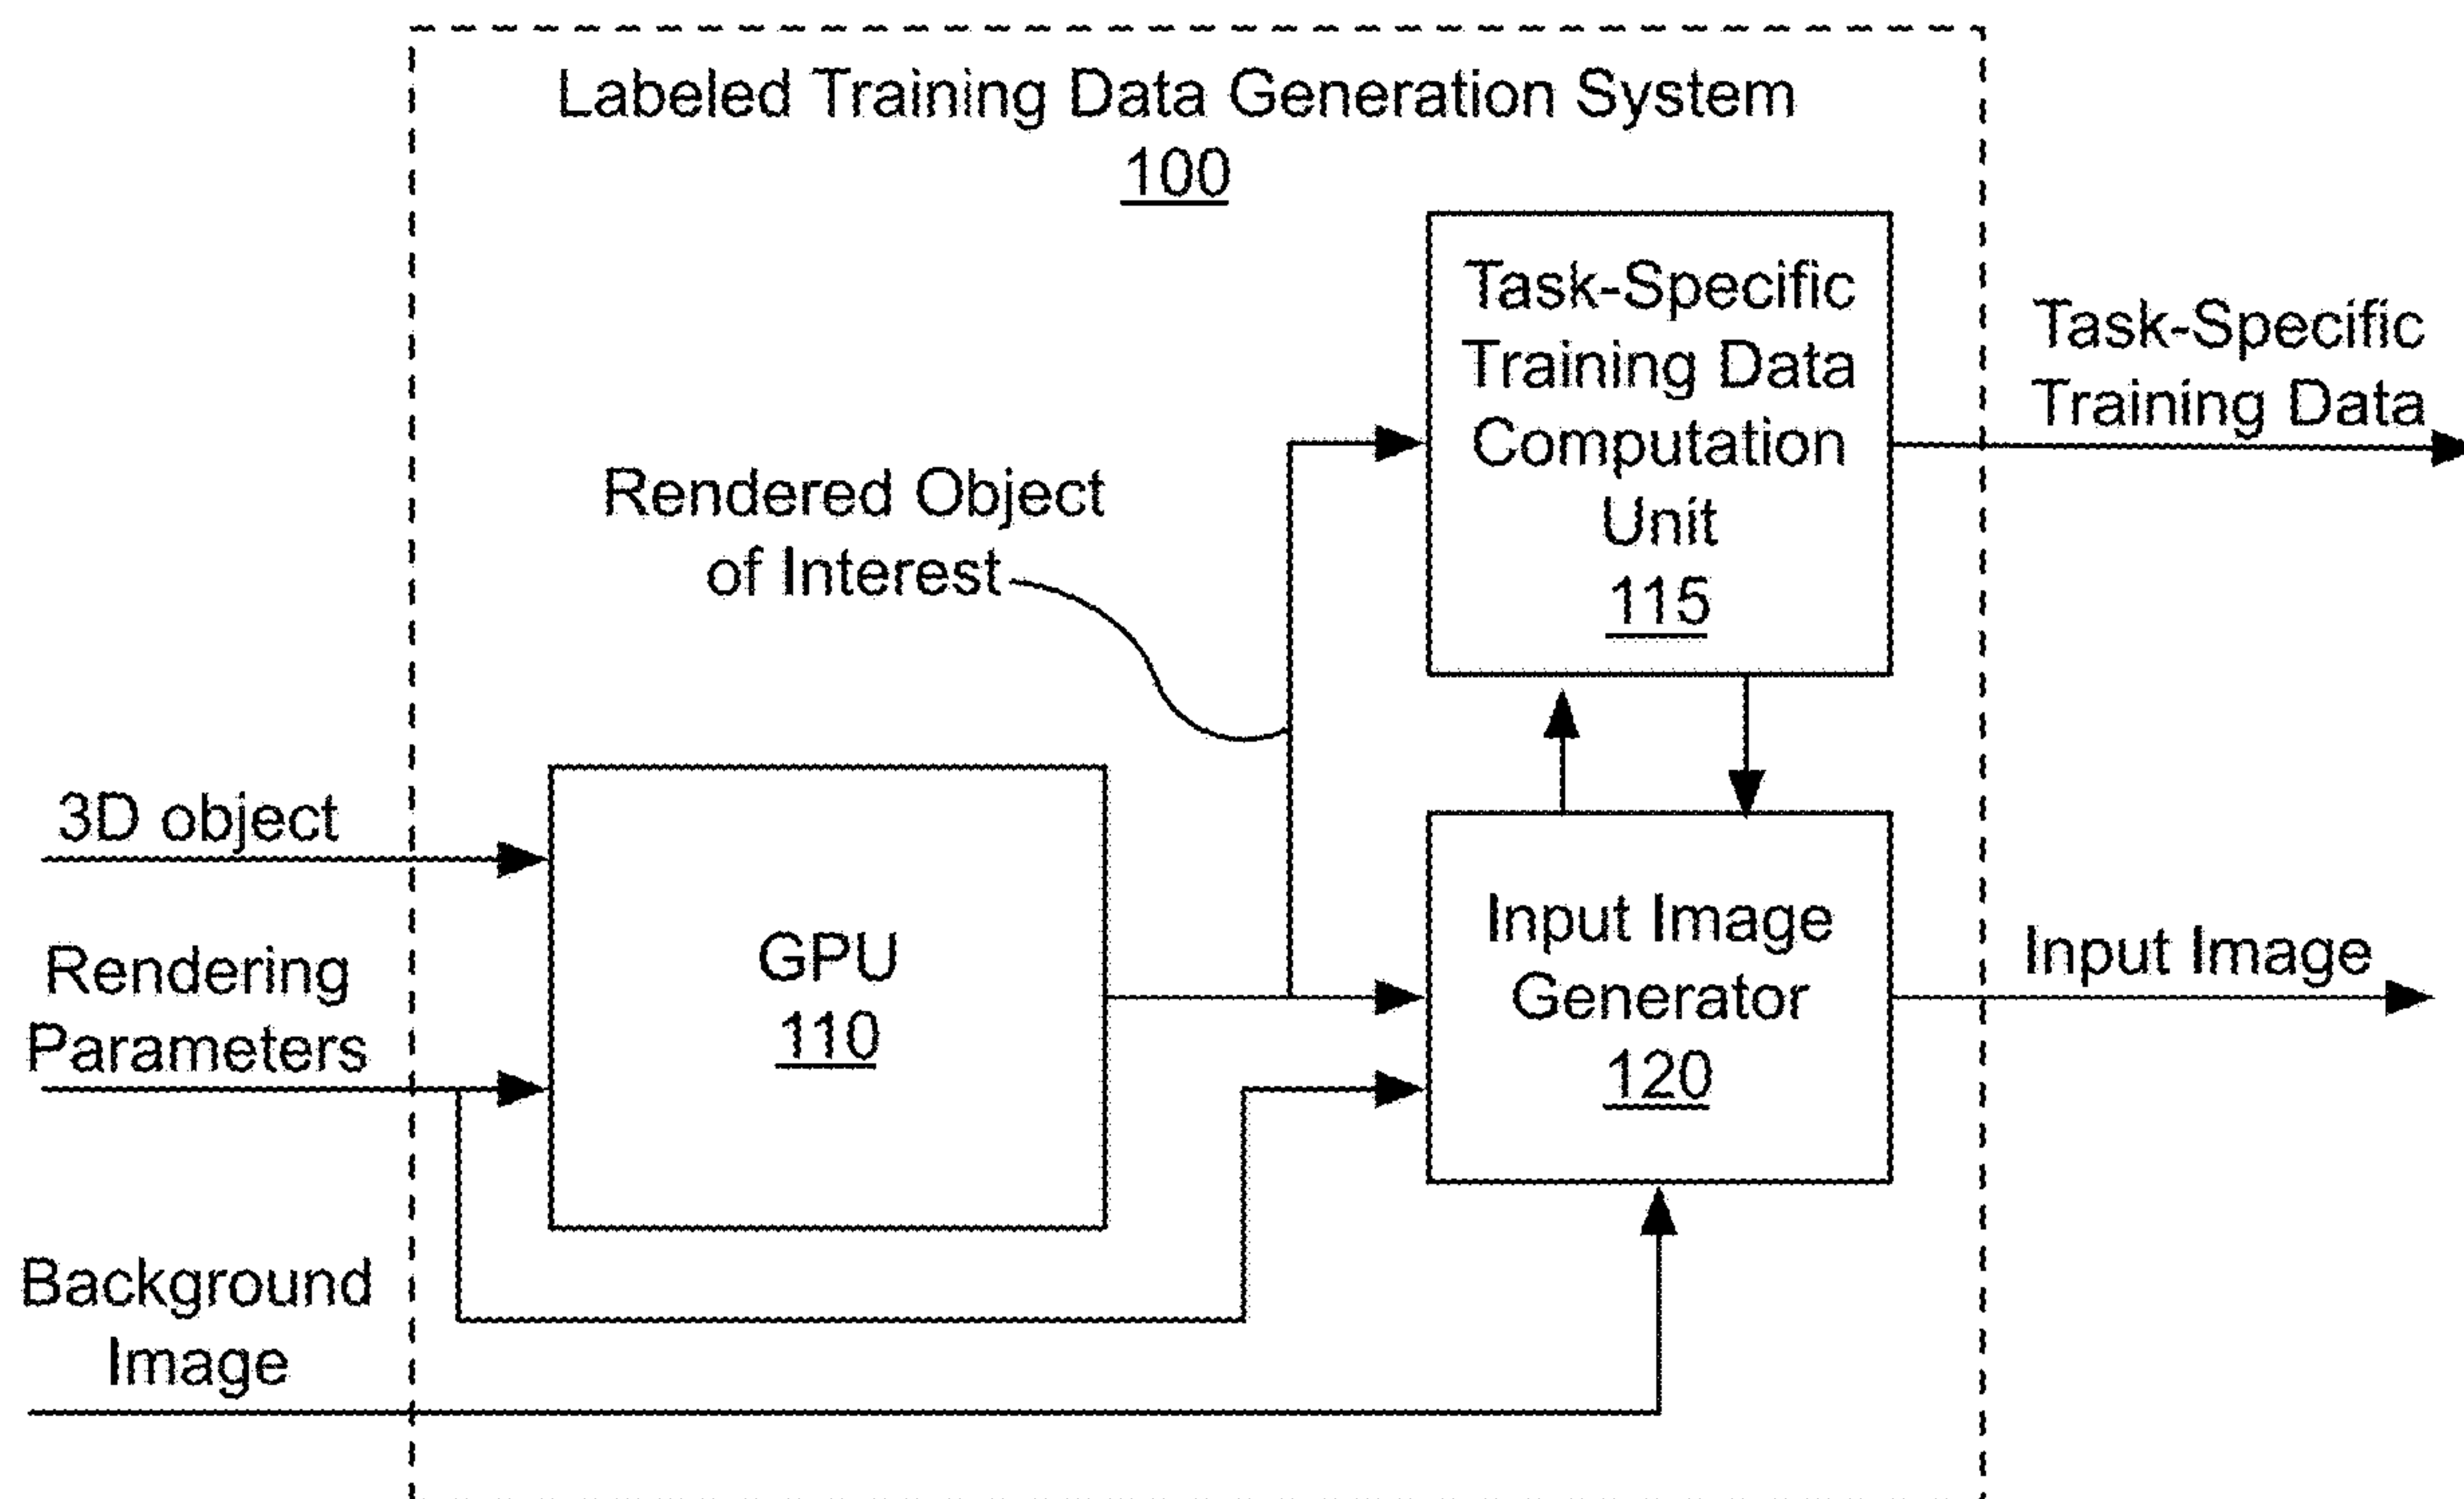 Labeled Training Data Generation System
100
Task-Specific
Training Data
Computation
Unit
115
Task-Specific
Training Data
Rendered Object
of Interest
3D object
Rendering
Parameters
GPU
110
Input Image
Generator
120
Input Image
Background
Image